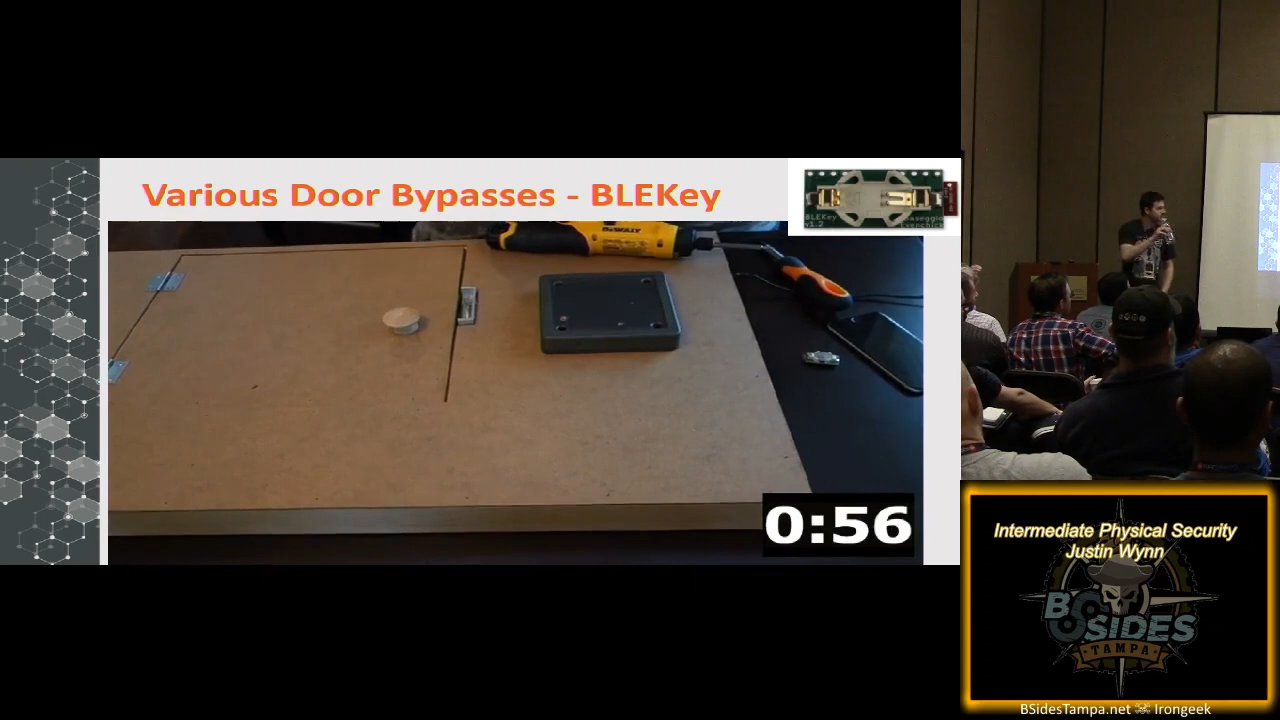 Various Door Bypasses - BLEKey
BLEKey
v1.2
DEWALT
0:56
Intermediate Physical Security
Justin Wynn
BSIDES
TAMPA
BSidesTampa.net Irongeek